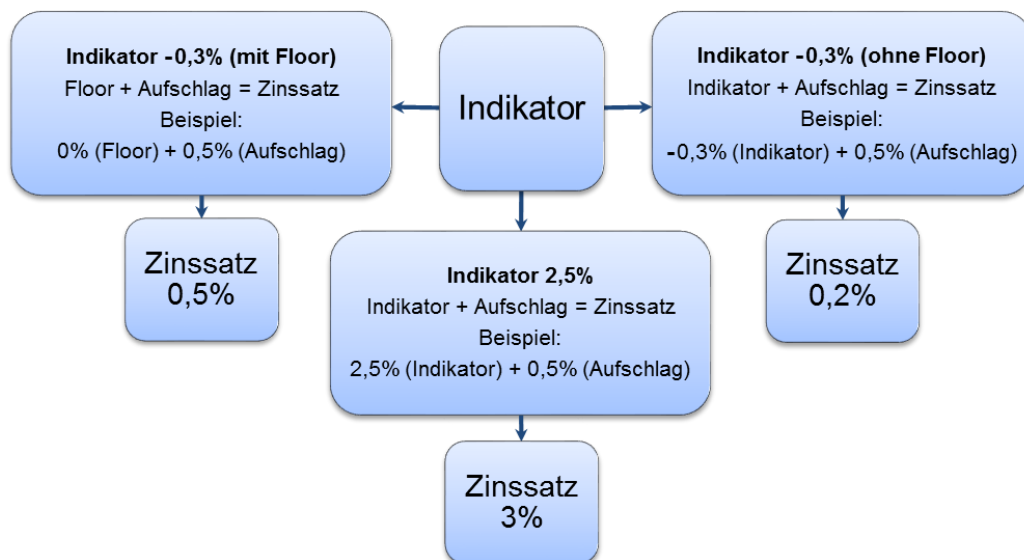 Indikator -0,3% (mit Floor)
Floor + Aufschlag = Zinssatz
Beispiel:
0% (Floor) + 0,5% (Aufschlag)
Indikator
Indikator -0,3% (ohne Floor)
Indikator + Aufschlag = Zinssatz
Beispiel:
-0,3% (Indikator) + 0,5% (Aufschlag)
Zinssatz
0,5%
Indikator 2,5%
Indikator + Aufschlag = Zinssatz
Beispiel:
2,5% (Indikator) + 0,5% (Aufschlag)
Zinssatz
0,2%
Zinssatz
3%